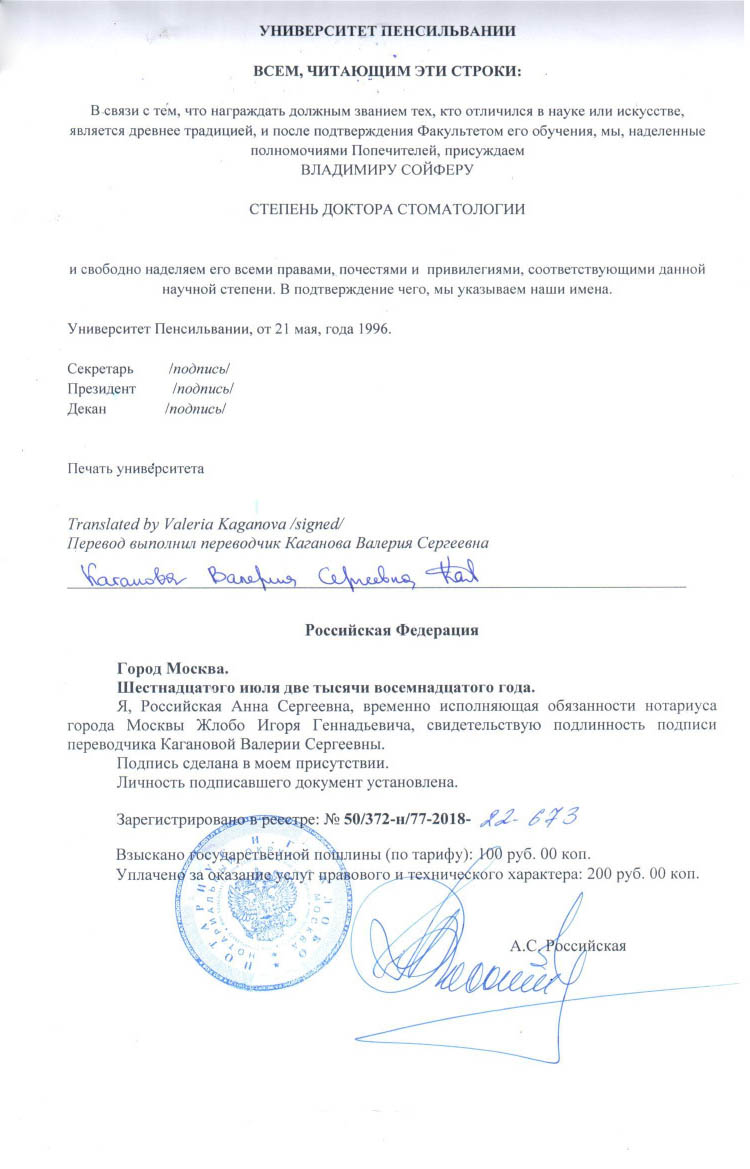 УНИВЕРСИТЕТ ПЕНСИЛЬВАНИИ
ВСЕМ, ЧИТАЮЩИМ ЭТИ СТРОКИ:
В связи с тем, что награждать должным званием тех, кто отличился в науке или искусстве,
является древнее традицией, и после подтверждения Факультетом его обучения, мы, наделенные
полномочиями Попечителей, присуждаем
ВЛАДИМИРУ СОЙФЕРУ
СТЕПЕНЬ ДОКТОРА СТОМАТОЛОГИИ
и свободно наделяем его всеми правами, почестями и привилегиями, соответствующими данной
научной степени. В подтверждение чего, мы указываем наши имена.
Университет Пенсильвании, от 21 мая, года 1996.
Секретарь /подпись/
Президент /подпись/
Декан /подпись/
Печать университета
Translated by Valeria Kaganova /signed/
Перевод выполнил переводчик Каганова Валерия Сергеевна
Каганова Валерия Сергеевна
Российская Федерация
Город Москва.
Шестнадцатого июля две тысячи восемнадцатого года.
Я, Российская Анна Сергеевна, временно исполняющая обязанности нотариуса
города Москвы Жлобо Игоря Геннадьевича, свидетельствую подлинность подписи
переводчика Кагановой Валерии Сергеевны.
Подпись сделана в моем присутствии.
Личность подписавшего документ установлена.
Зарегистрировано в реестре: № 50/372-н/77-2018- 22-673
Взыскано государственной пошлины (по тарифу): 100 руб. 00 коп.
Уплачено за оказание услуг правового и технического характера: 200 руб. 00 коп.
НОТАРИУС И.Г. ЖЛОБО
НОТАРИАЛЬНЫЙ ОКРУГ МОСКВА
А.С. Российская